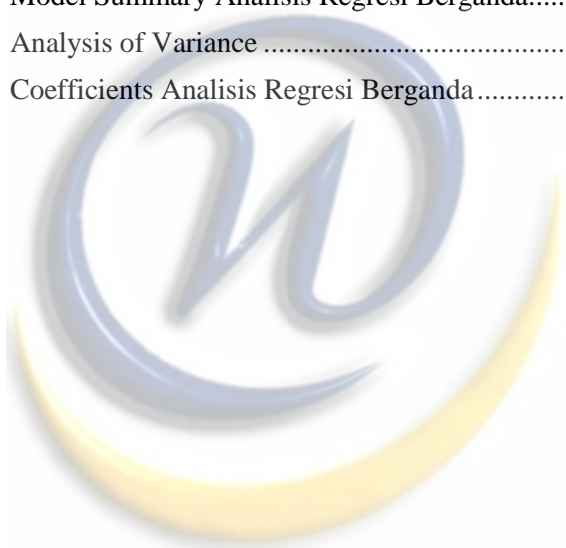 Model Summary Analisis Regresi Berganda.....
Analysis of Variance .....................................
Coefficients Analisis Regresi Berganda............